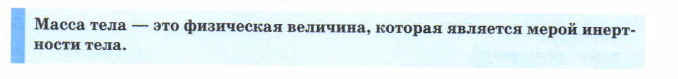 Масса тела — это физическая величина, которая является мерой инерт-
ности тела.